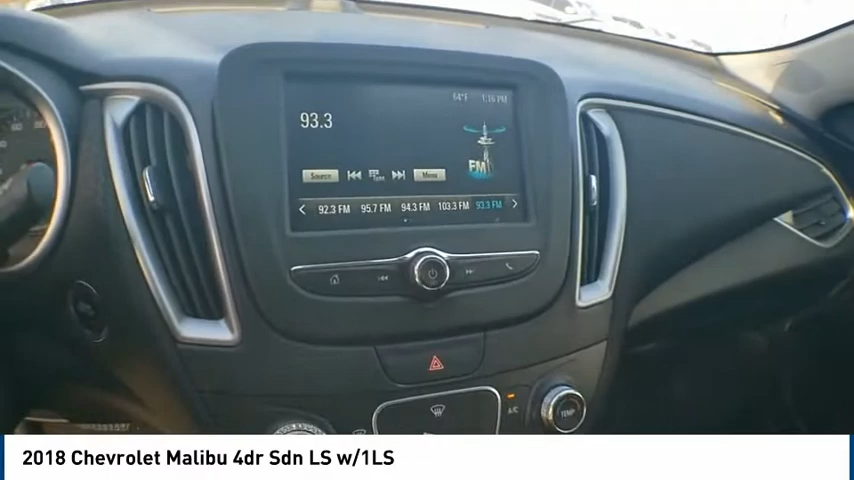 64°F 1:16 PM
93.3
FM
Source Menu
92.3 FM 95.7 FM 94.3 FM 103.3 FM 93.3 FM
A/C
TEMP
2018 Chevrolet Malibu 4dr Sdn LS w/1LS